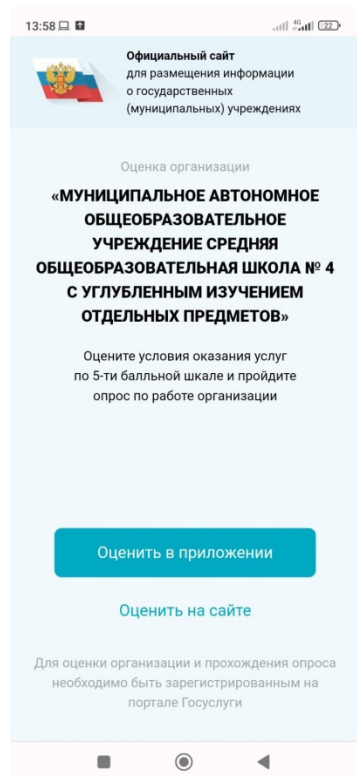 13:58
4G
22
Официальный сайт
для размещения информации
о государственных
(муниципальных) учреждениях
Оценка организации
«МУНИЦИПАЛЬНОЕ АВТОНОМНОЕ
ОБЩЕОБРАЗОВАТЕЛЬНОЕ
УЧРЕЖДЕНИЕ СРЕДНЯЯ
ОБЩЕОБРАЗОВАТЕЛЬНАЯ ШКОЛА № 4
С УГЛУБЛЕННЫМ ИЗУЧЕНИЕМ
ОТДЕЛЬНЫХ ПРЕДМЕТОВ»
Оцените условия оказания услуг
по 5-ти балльной шкале и пройдите
опрос по работе организации
Оценить в приложении
Оценить на сайте
Для оценки организации и прохождения опроса
необходимо быть зарегистрированным на
портале Госуслуги